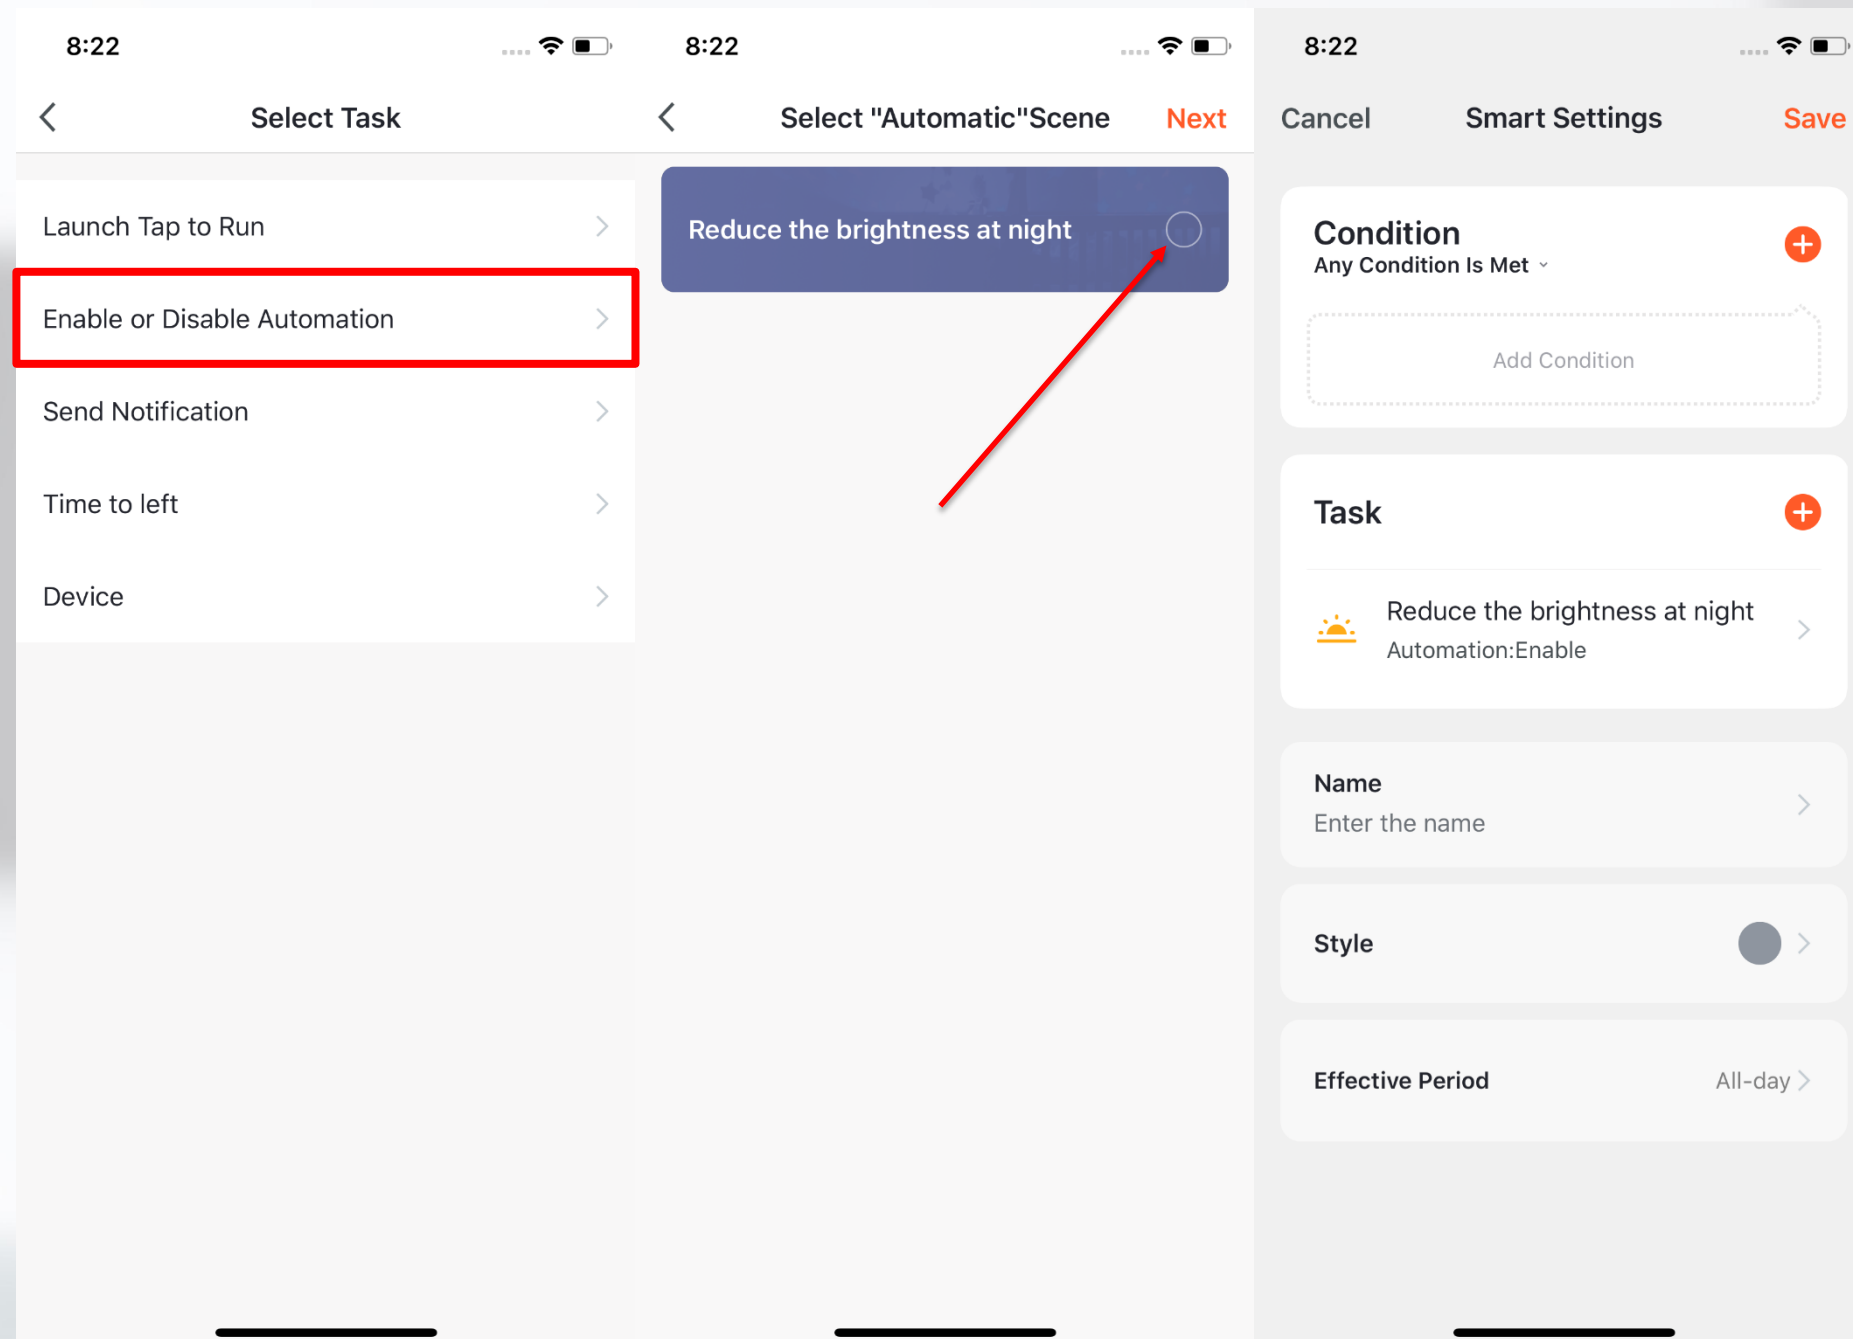 8:22
Select Task
Launch Tap to Run
Enable or Disable Automation
Send Notification
Time to left
Device
8:22
Select "Automatic"Scene
Next
Reduce the brightness at night
8:22
Cancel
Smart Settings
Save
Condition
Any Condition Is Met
Add Condition
Task
Reduce the brightness at night
Automation:Enable
Name
Enter the name
Style
Effective Period
All-day